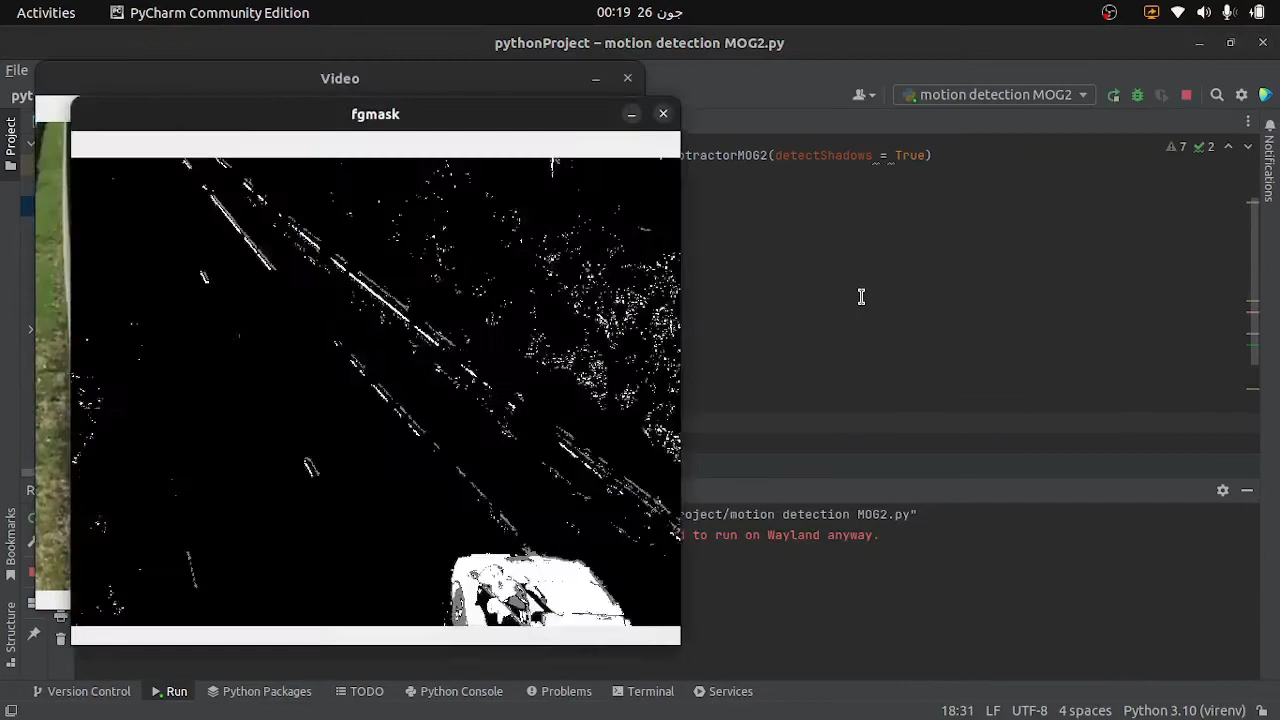 Activities PyCharm Community Edition 00:19 26 جون
pythonProject – motion detection MOG2.py
File
Video
pyt
motion detection MOG2
fgmask
Project
Notifications
otractorMOG2(detectShadows = True)
7 2
R
roject/motion detection MOG2.py"
d to run on Wayland anyway.
Bookmarks
Structure
Version Control Run Python Packages TODO Python Console Problems Terminal Services
18:31 LF UTF-8 4 spaces Python 3.10 (virenv)